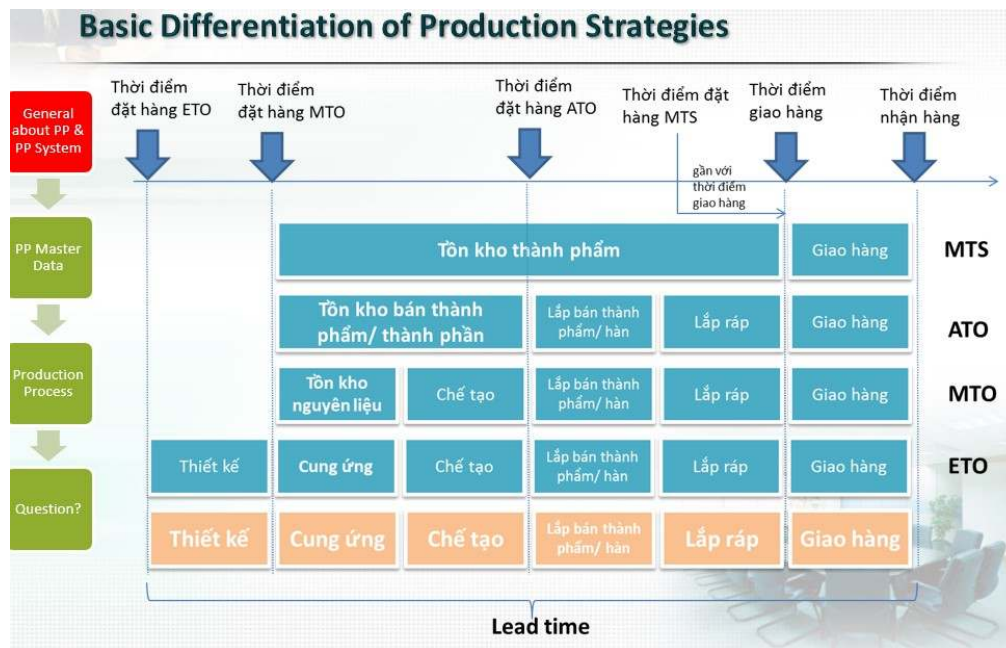 Basic Differentiation of Production Strategies
Thời điểm
đặt hàng ETO
Thời điểm
đặt hàng MTO
Thời điểm
đặt hàng ATO
Thời điểm đặt
hàng MTS
Thời điểm
giao hàng
Thời điểm
nhận hàng
gần với
thời điểm
giao hàng
General
about PP &
PP System
PP Master
Data
Production
Process
Question?
Tồn kho thành phẩm
Giao hàng
MTS
Tồn kho bán thành
phẩm/ thành phần
Lắp bán thành
phẩm/ hàn
Lắp ráp
Giao hàng
ATO
Tồn kho
nguyên liệu
Chế tạo
Lắp bán thành
phẩm/ hàn
Lắp ráp
Giao hàng
MTO
Thiết kế
Cung ứng
Chế tạo
Lắp bán thành
phẩm/ hàn
Lắp ráp
Giao hàng
ETO
Thiết kế
Cung ứng
Chế tạo
Lắp bán thành
phẩm/ hàn
Lắp ráp
Giao hàng
Lead time